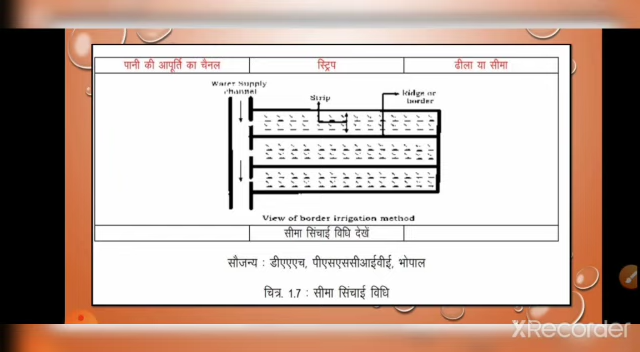 पानी की आपूर्ति का चैनल
स्ट्रिप
ढीला या सीमा
Water Supply
channel
Strip
Ridge or
border
View of border irrigation method
सीमा सिंचाई विधि देखें
सौजन्य : डीएएएच, पीएसएससीआईवीई, भोपाल
चित्र. 1.7 : सीमा सिंचाई विधि
XRecorder